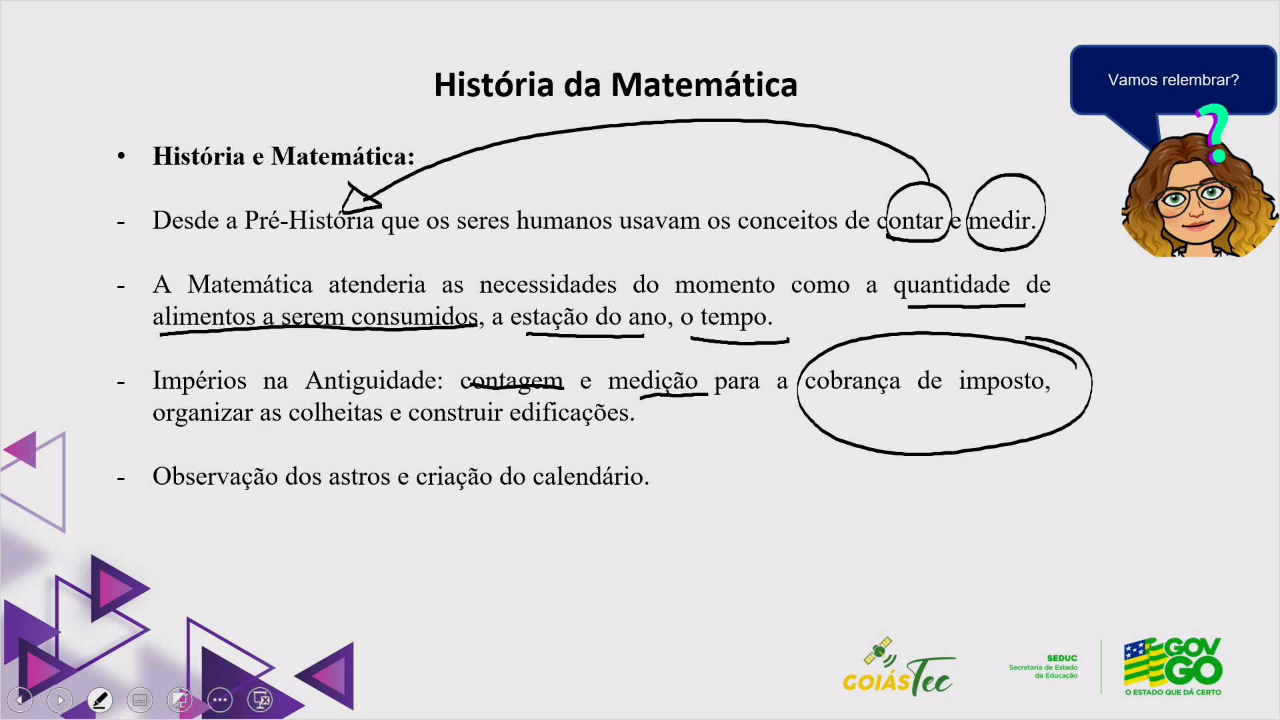 História da Matemática
Vamos relembrar?
• História e Matemática:
- Desde a Pré-História que os seres humanos usavam os conceitos de contar e medir.
- A Matemática atenderia as necessidades do momento como a quantidade de
alimentos a serem consumidos, a estação do ano, o tempo.
- Impérios na Antiguidade: contagem e medição para a cobrança de imposto,
organizar as colheitas e construir edificações.
- Observação dos astros e criação do calendário.
GOIÁSTec
SEDUC
Secretaria de Estado
da Educação
GOV
GO
O ESTADO QUE DÁ CERTO